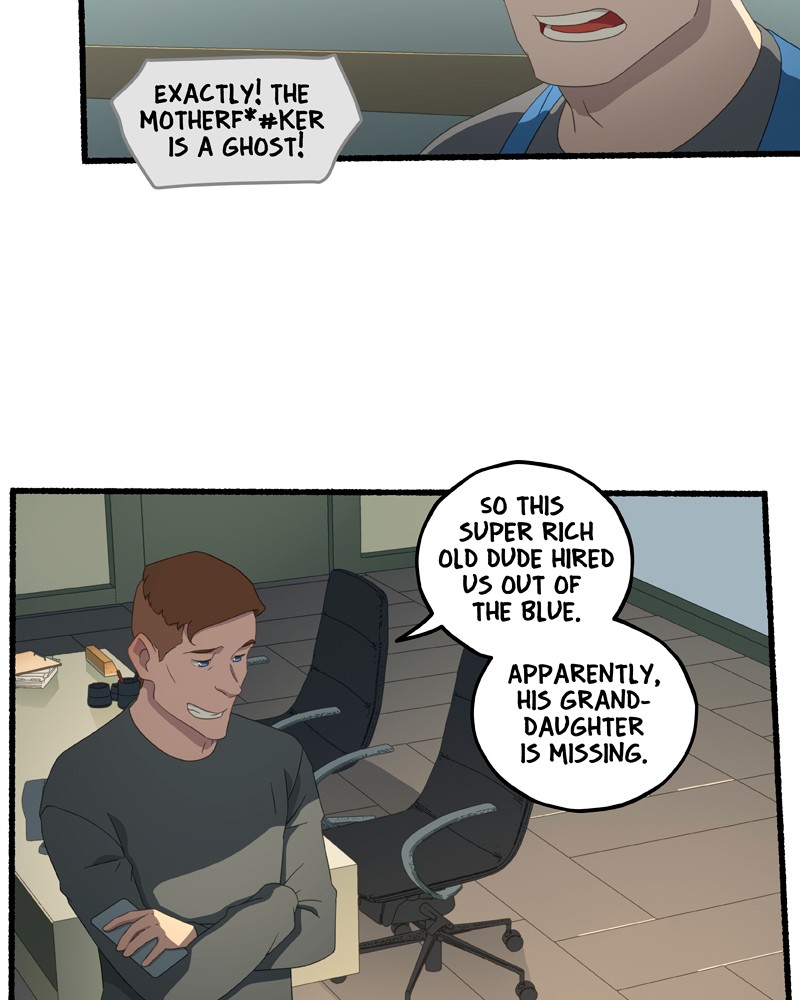 EXACTLY! THE
MOTHERF*#KER
IS A GHOST!
SO THIS
SUPER RICH
OLD DUDE HIRED
US OUT OF
THE BLUE.
APPARENTLY,
HIS GRAND-
DAUGHTER
IS MISSING.